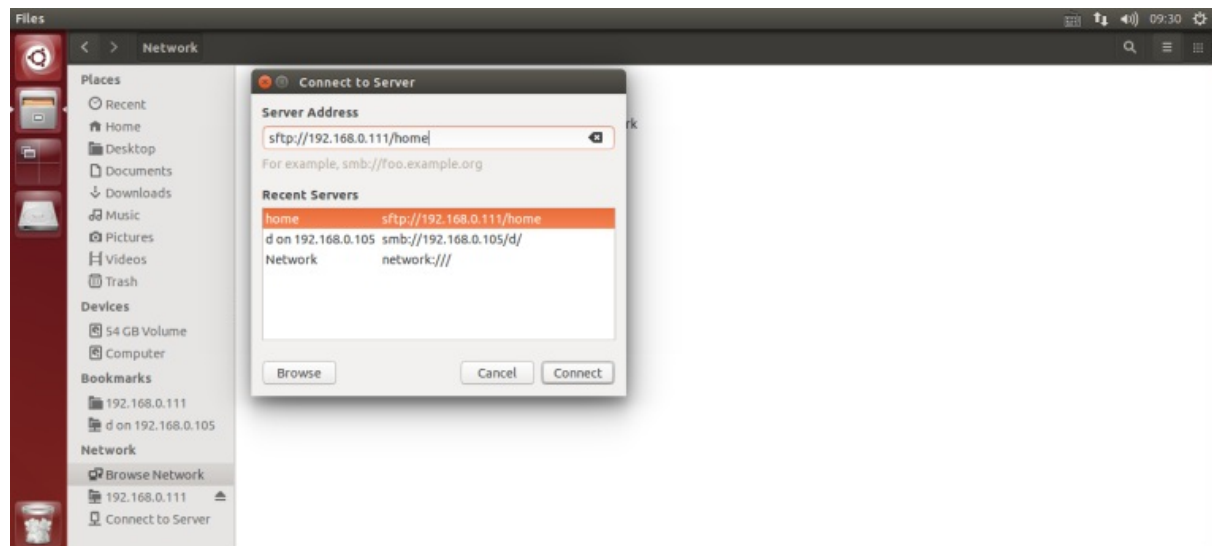 Files
09:30
Network
Places
Recent
Home
Desktop
Documents
Downloads
Music
Pictures
Videos
Trash
Devices
54 GB Volume
Computer
Bookmarks
192.168.0.111
d on 192.168.0.105
Network
Browse Network
192.168.0.111
Connect to Server
Connect to Server
Server Address
sftp://192.168.0.111/home
For example, smb://foo.example.org
Recent Servers
home sftp://192.168.0.111/home
d on 192.168.0.105 smb://192.168.0.105/d/
Network network:///
Browse Cancel Connect
rk